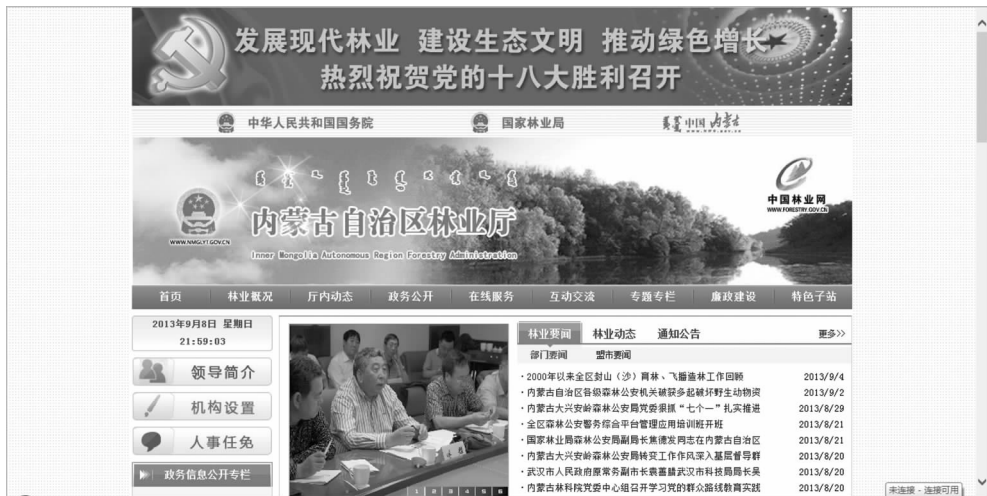 发展现代林业 建设生态文明 推动绿色增长
热烈祝贺党的十八大胜利召开
中华人民共和国国务院 国家林业局 中国
内蒙古自治区林业厅
WWW.NMGLYT.GOV.CN
Inner Mongolia Autonomous Region Forestry Administration
中国林业网
WWW.FORESTRY.GOV.CN
首页 林业概况 厅内动态 政务公开 在线服务 互动交流 专题专栏 廉政建设 特色子站
2013年9月8日 星期日
21:59:03
领导简介
机构设置
人事任免
政务信息公开专栏
1 2 3 4 5 6
林业要闻 林业动态 通知公告 更多>>
部门要闻 盟市要闻
·2000年以来全区封山（沙）育林、飞播造林工作回顾 2013/9/4
·内蒙古自治区各级森林公安机关破获多起破坏野生动物资 2013/9/2
·内蒙古大兴安岭森林公安局党委狠抓“七个一”扎实推进 2013/8/29
·全区森林公安警务综合平台管理应用培训班开班 2013/8/21
·国家林业局森林公安局副局长焦德发同志在内蒙古自治区 2013/8/21
·内蒙古大兴安岭森林公安局转变工作作风深入基层督导群 2013/8/20
·武汉市人民政府原常务副市长袁善腊武汉市科技局局长吴 2013/8/20
·内蒙古林科院党委中心组召开学习党的群众路线教育实践 2013/8/20
未连接 - 连接可用